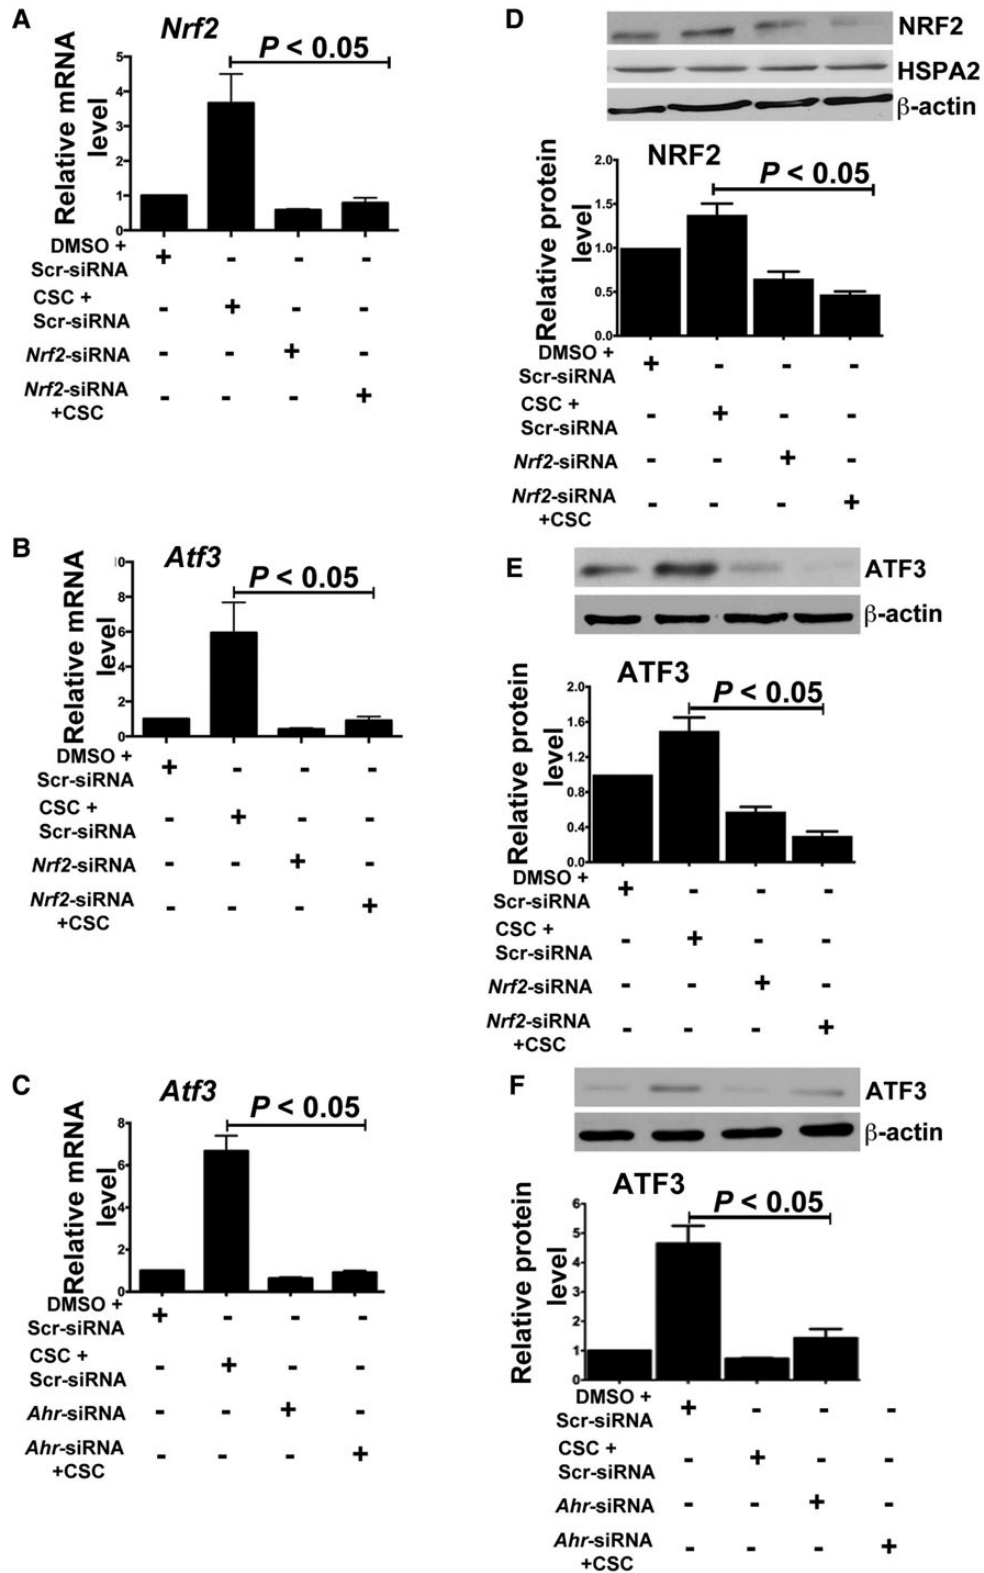 A
Nrf2
P < 0.05
Relative mRNA
level
5
4
3
2
1
0
DMSO +
Scr-siRNA
+ - - -
CSC +
Scr-siRNA
- + - -
Nrf2-siRNA
- - + -
Nrf2-siRNA
+CSC
- - - +
B
Atf3
P < 0.05
Relative mRNA
level
10
8
6
4
2
0
DMSO +
Scr-siRNA
+ - - -
CSC +
Scr-siRNA
- + - -
Nrf2-siRNA
- - + -
Nrf2-siRNA
+CSC
- - - +
C
Atf3
P < 0.05
Relative mRNA
level
8
6
4
2
0
DMSO +
Scr-siRNA
+ - - -
CSC +
Scr-siRNA
- + - -
Ahr-siRNA
- - + -
Ahr-siRNA
+CSC
- - - +
D
NRF2
HSPA2
β-actin
NRF2
P < 0.05
Relative protein
level
2.0
1.5
1.0
0.5
0.0
DMSO +
Scr-siRNA
+ - - -
CSC +
Scr-siRNA
- + - -
Nrf2-siRNA
- - + -
Nrf2-siRNA
+CSC
- - - +
E
ATF3
β-actin
ATF3
P < 0.05
Relative protein
level
2.0
1.6
1.2
0.8
0.4
0.0
DMSO +
Scr-siRNA
+ - - -
CSC +
Scr-siRNA
- + - -
Nrf2-siRNA
- - + -
Nrf2-siRNA
+CSC
- - - +
F
ATF3
β-actin
ATF3
P < 0.05
Relative protein
level
6
5
4
3
2
1
0
DMSO +
Scr-siRNA
+ - - -
CSC +
Scr-siRNA
- + - -
Ahr-siRNA
- - + -
Ahr-siRNA
+CSC
- - - +